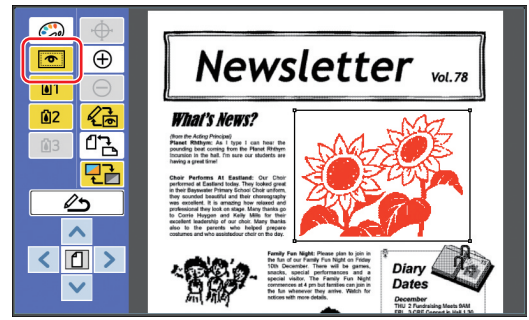 1
2
3
Newsletter Vol. 78
What's News?
(from the Acting Principal)
Planet Rhthym: As I type I can hear the
pounding beat coming from the Planet Rhthym
Incursion in the hall. I'm sure our students are
having a great time!
Choir Performs At Eastland: Our Choir
performed at Eastland today. They looked great
in their Bayswater Primary School Choir uniform,
they sounded beautiful and their choreography
was excellent. It is amazing how relaxed and
professional they look on stage. Many thanks go
to Corrie Huygen and Kelly Mills for their
excellent leadership of our choir. Many thanks
also to the parents who helped prepare
costumes and who assistedour choir on the day.
Family Fun Night: Please plan to join in
the fun of our Family Fun Night on Friday
10th December. There will be games,
snacks, special performances and a
special visitor. The Family Fun Night
commences at 4 pm but families can join in
the fun whenever they arrive. Watch for
notices with more details.
Diary
Dates
December
THU 2 Fundraising Meets 9AM